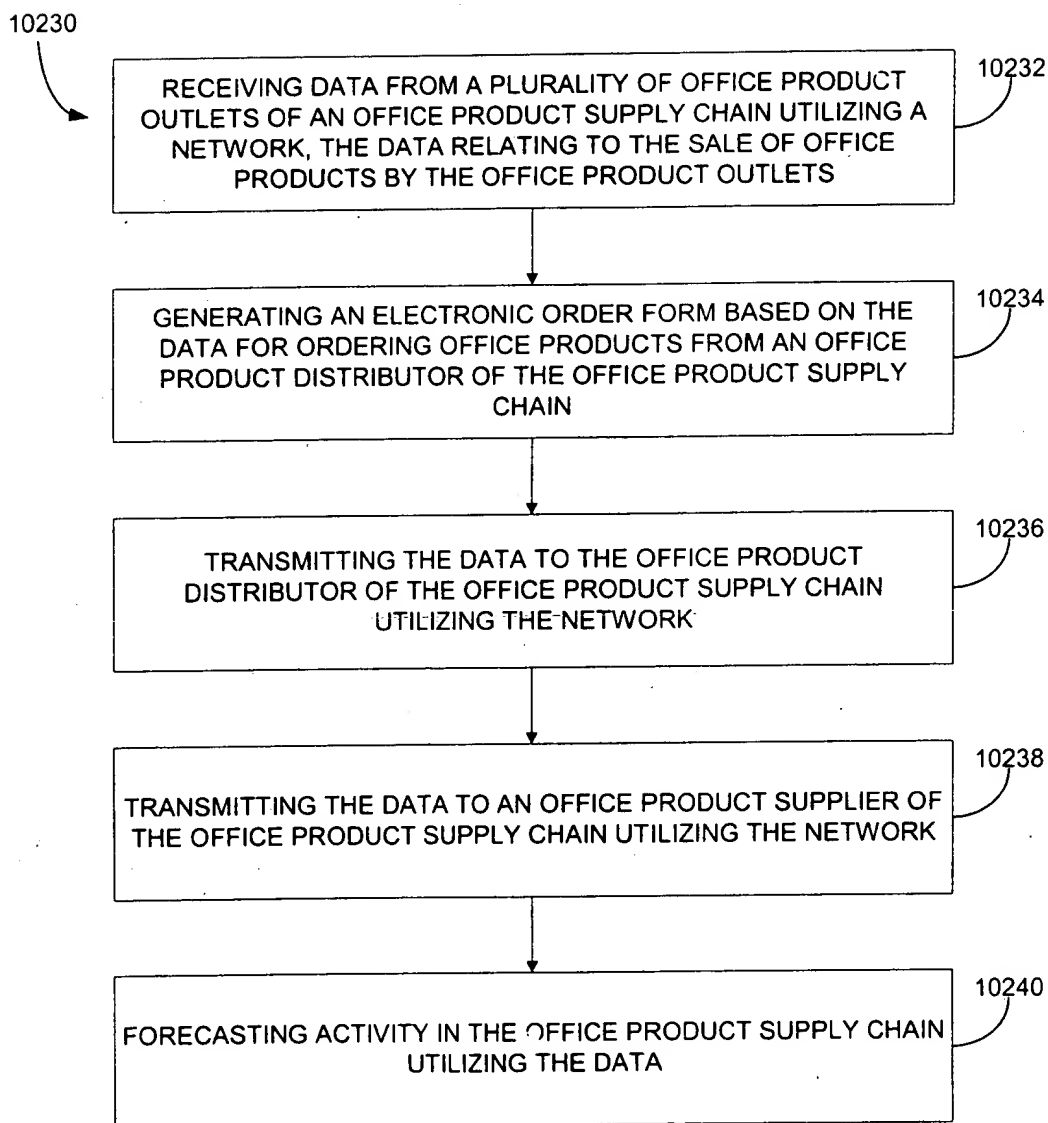 10230
RECEIVING DATA FROM A PLURALITY OF OFFICE PRODUCT
OUTLETS OF AN OFFICE PRODUCT SUPPLY CHAIN UTILIZING A
NETWORK, THE DATA RELATING TO THE SALE OF OFFICE
PRODUCTS BY THE OFFICE PRODUCT OUTLETS
10232
GENERATING AN ELECTRONIC ORDER FORM BASED ON THE
DATA FOR ORDERING OFFICE PRODUCTS FROM AN OFFICE
PRODUCT DISTRIBUTOR OF THE OFFICE PRODUCT SUPPLY
CHAIN
10234
TRANSMITTING THE DATA TO THE OFFICE PRODUCT
DISTRIBUTOR OF THE OFFICE PRODUCT SUPPLY CHAIN
UTILIZING THE NETWORK
10236
TRANSMITTING THE DATA TO AN OFFICE PRODUCT SUPPLIER OF
THE OFFICE PRODUCT SUPPLY CHAIN UTILIZING THE NETWORK
10238
FORECASTING ACTIVITY IN THE OFFICE PRODUCT SUPPLY CHAIN
UTILIZING THE DATA
10240